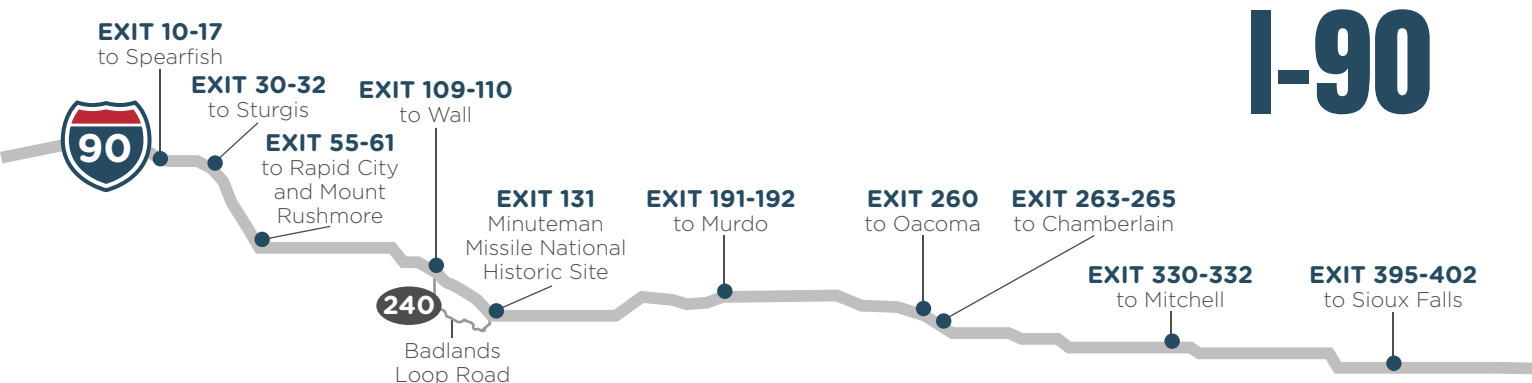 I-90
EXIT 10-17
to Spearfish
EXIT 30-32
to Sturgis
EXIT 109-110
to Wall
90
EXIT 55-61
to Rapid City
and Mount
Rushmore
EXIT 131
Minuteman
Missile National
Historic Site
EXIT 191-192
to Murdo
EXIT 260
to Oacoma
EXIT 263-265
to Chamberlain
EXIT 330-332
to Mitchell
EXIT 395-402
to Sioux Falls
240
Badlands
Loop Road